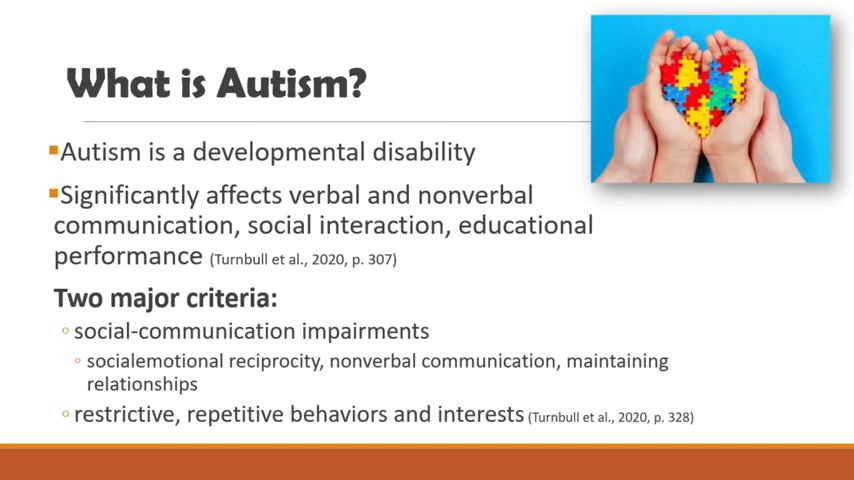 What is Autism?
▪Autism is a developmental disability
▪Significantly affects verbal and nonverbal
communication, social interaction, educational
performance (Turnbull et al., 2020, p. 307)
Two major criteria:
◦ social-communication impairments
◦ socialemotional reciprocity, nonverbal communication, maintaining
relationships
◦ restrictive, repetitive behaviors and interests (Turnbull et al., 2020, p. 328)